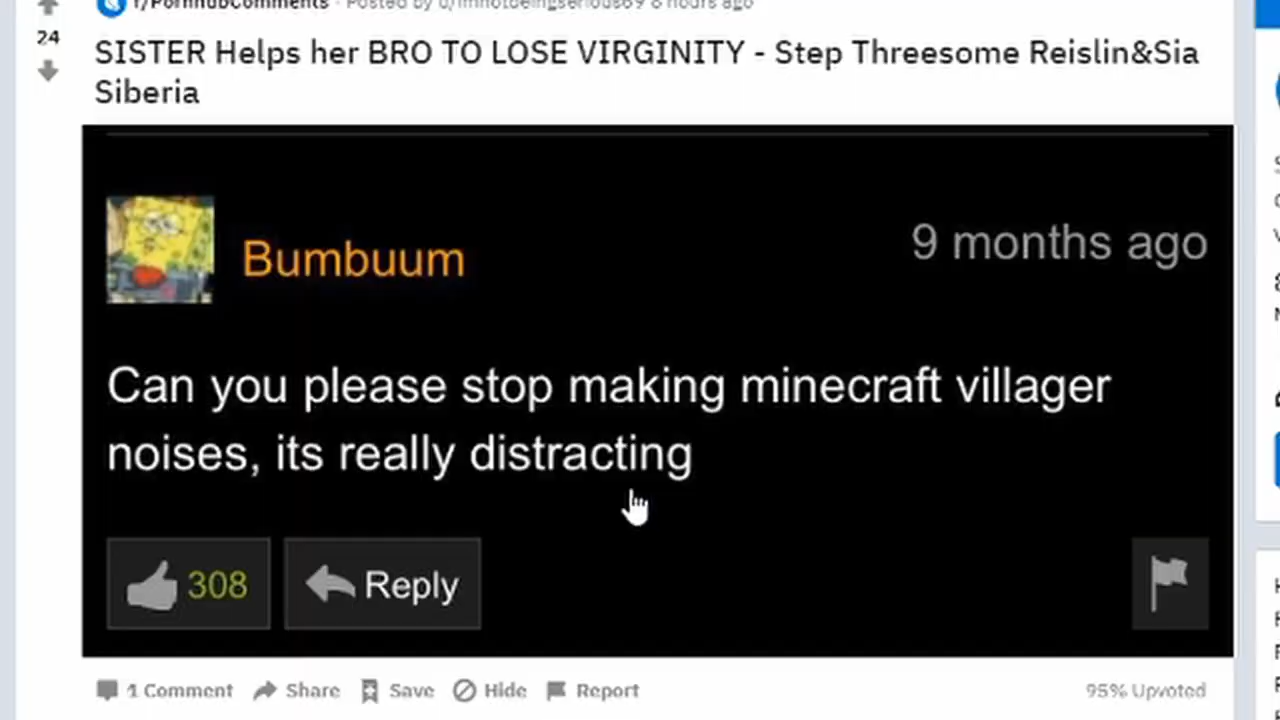 r/PornhubComments · Posted by u/imnotbeingserious69 8 hours ago
24
SISTER Helps her BRO TO LOSE VIRGINITY - Step Threesome Reislin&Sia
Siberia
Bumbuum
9 months ago
Can you please stop making minecraft villager
noises, its really distracting
308
Reply
1 Comment
Share
Save
Hide
Report
95% Upvoted